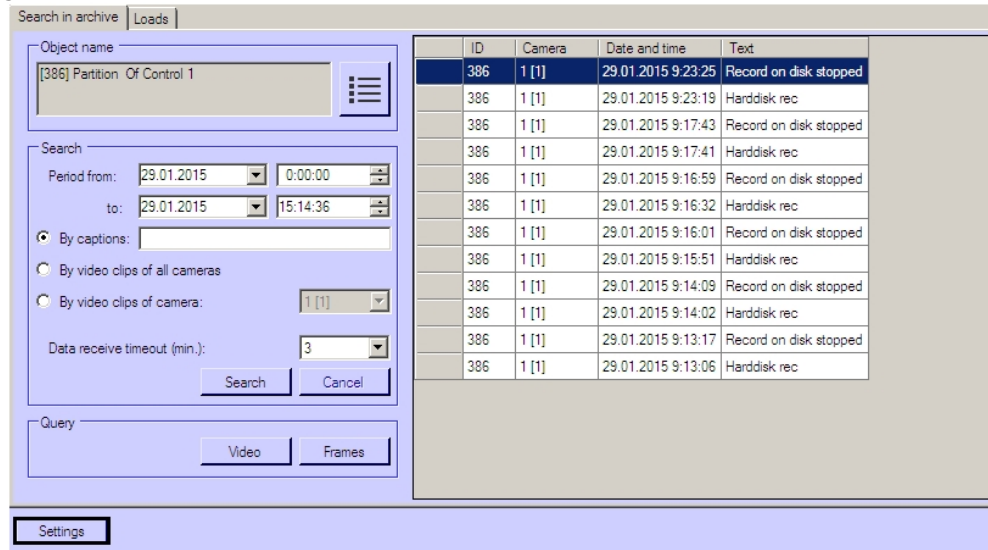 Search in archive Loads
Object name
[386] Partition Of Control 1
Search
Period from: 29.01.2015 0:00:00
to: 29.01.2015 15:14:36
By captions:
By video clips of all cameras
By video clips of camera: 1 [1]
Data receive timeout (min.): 3
Search Cancel
Query
Video Frames
ID Camera Date and time Text
386 1 [1] 29.01.2015 9:23:25 Record on disk stopped
386 1 [1] 29.01.2015 9:23:19 Harddisk rec
386 1 [1] 29.01.2015 9:17:43 Record on disk stopped
386 1 [1] 29.01.2015 9:17:41 Harddisk rec
386 1 [1] 29.01.2015 9:16:59 Record on disk stopped
386 1 [1] 29.01.2015 9:16:32 Harddisk rec
386 1 [1] 29.01.2015 9:16:01 Record on disk stopped
386 1 [1] 29.01.2015 9:15:51 Harddisk rec
386 1 [1] 29.01.2015 9:14:09 Record on disk stopped
386 1 [1] 29.01.2015 9:14:02 Harddisk rec
386 1 [1] 29.01.2015 9:13:17 Record on disk stopped
386 1 [1] 29.01.2015 9:13:06 Harddisk rec
Settings